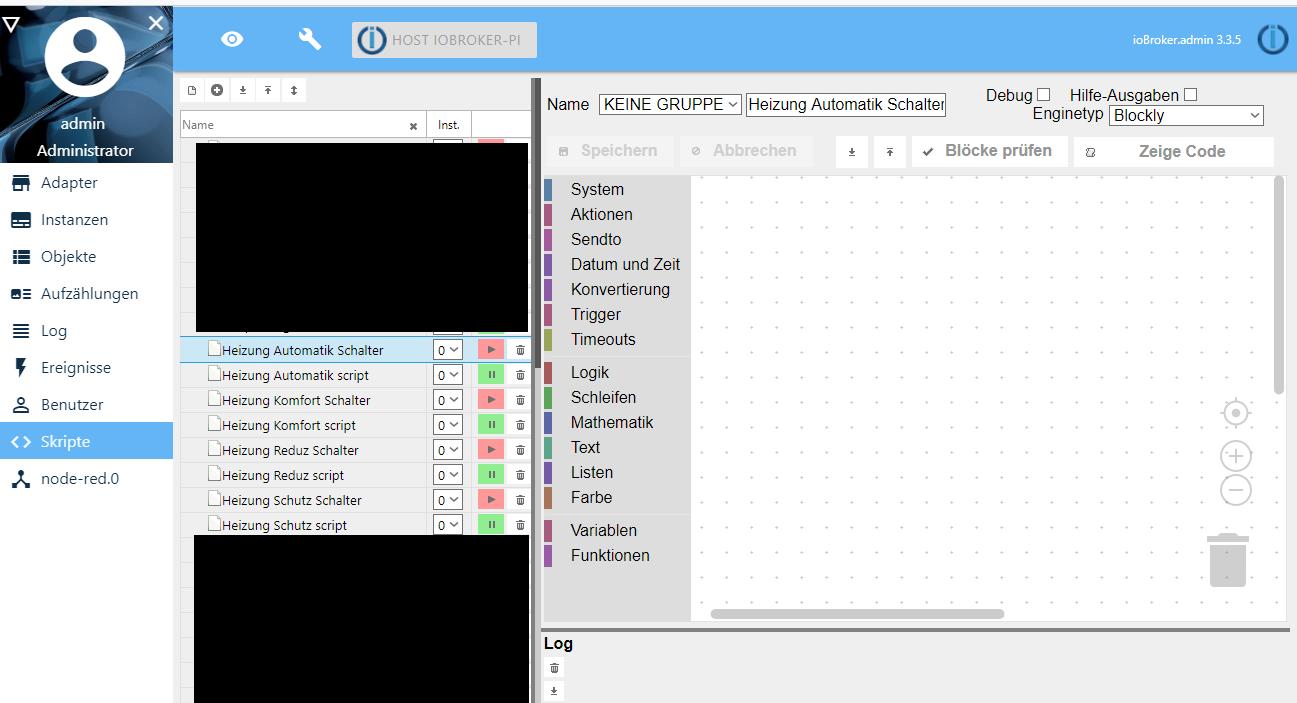 HOST IOBROKER-PI
ioBroker.admin 3.3.5
admin
Administrator
Adapter
Instanzen
Objekte
Aufzählungen
Log
Ereignisse
Benutzer
Skripte
node-red.0
Name Inst.
Heizung Automatik Schalter 0
Heizung Automatik script 0
Heizung Komfort Schalter 0
Heizung Komfort script 0
Heizung Reduz Schalter 0
Heizung Reduz script 0
Heizung Schutz Schalter 0
Heizung Schutz script 0
Name KEINE GRUPPE Heizung Automatik Schalter
Debug Hilfe-Ausgaben
Enginetyp Blockly
Speichern Abbrechen Blöcke prüfen Zeige Code
System
Aktionen
Sendto
Datum und Zeit
Konvertierung
Trigger
Timeouts
Logik
Schleifen
Mathematik
Text
Listen
Farbe
Variablen
Funktionen
Log